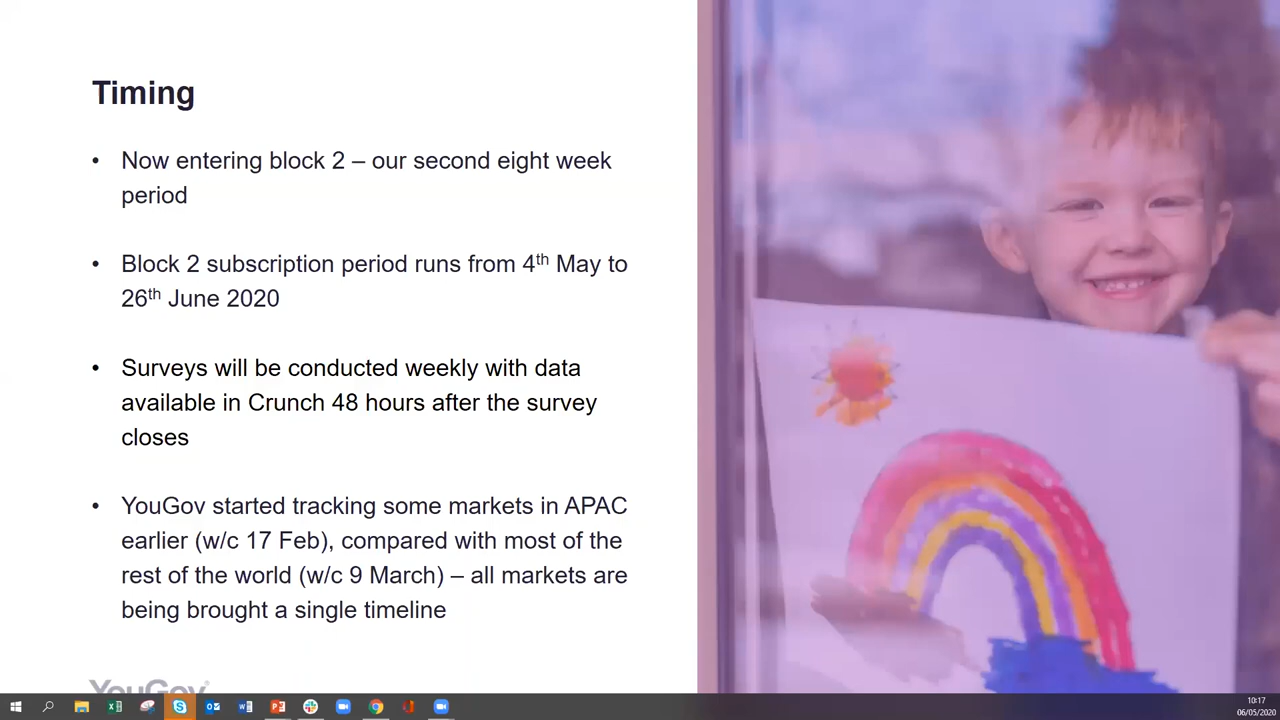 Timing
• Now entering block 2 – our second eight week
period
• Block 2 subscription period runs from 4th May to
26th June 2020
• Surveys will be conducted weekly with data
available in Crunch 48 hours after the survey
closes
• YouGov started tracking some markets in APAC
earlier (w/c 17 Feb), compared with most of the
rest of the world (w/c 9 March) – all markets are
being brought a single timeline
YouGov®
10:17
06/05/2020